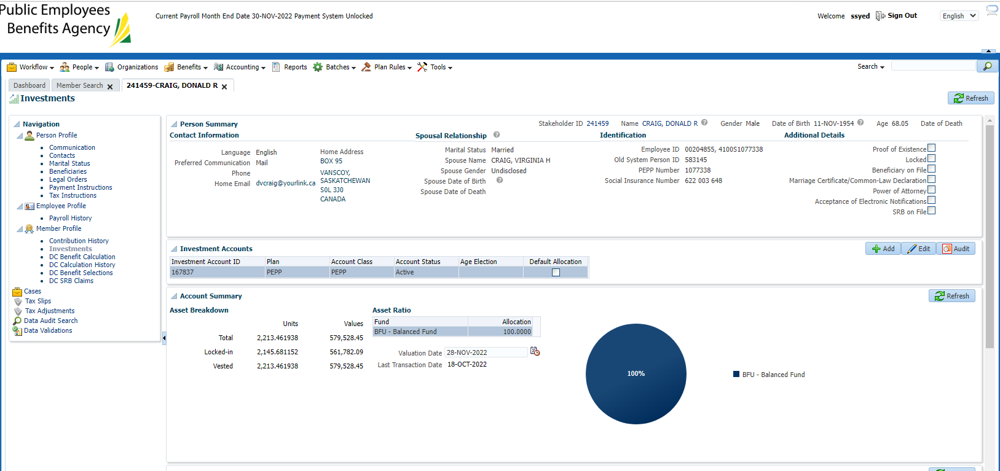 Public Employees
Benefits Agency
Current Payroll Month End Date 30-NOV-2022 Payment System Unlocked
Welcome ssyed Sign Out English
Workflow People Organizations Benefits Accounting Reports Batches Plan Rules Tools Search
Dashboard Member Search 241459-CRAIG, DONALD R
Investments Refresh
Navigation
Person Profile
Communication
Contacts
Marital Status
Beneficiaries
Legal Orders
Payment Instructions
Tax Instructions
Employee Profile
Payroll History
Member Profile
Contribution History
Investments
DC Benefit Calculation
DC Calculation History
DC Benefit Selections
DC SRB Claims
Cases
Tax Slips
Tax Adjustments
Data Audit Search
Data Validations
Person Summary Stakeholder ID 241459 Name CRAIG, DONALD R Gender Male Date of Birth 11-NOV-1954 Age 68.05 Date of Death
Contact Information
Language English
Preferred Communication Mail
Phone
Home Email dvcraig@yourlink.ca
Home Address
BOX 95
VANSCOY,
SASKATCHEWAN
S0L 3J0
CANADA
Spousal Relationship
Marital Status Married
Spouse Name CRAIG, VIRGINIA H
Spouse Gender Undisclosed
Spouse Date of Birth
Spouse Date of Death
Identification
Employee ID 00204855, 4100S1077338
Old System Person ID 583145
PEPP Number 1077338
Social Insurance Number 622 003 648
Additional Details
Proof of Existence
Locked
Beneficiary on File
Marriage Certificate/Common-Law Declaration
Power of Attorney
Acceptance of Electronic Notifications
SRB on File
Investment Accounts Add Edit Audit
Investment Account ID Plan Account Class Account Status Age Election Default Allocation
167837 PEPP PEPP Active
Account Summary Refresh
Asset Breakdown
Units Values
Total 2,213.461938 579,528.45
Locked-in 2,145.681152 561,782.09
Vested 2,213.461938 579,528.45
Asset Ratio
Fund Allocation
BFU - Balanced Fund 100.0000
Valuation Date 28-NOV-2022
Last Transaction Date 18-OCT-2022
100%
BFU - Balanced Fund